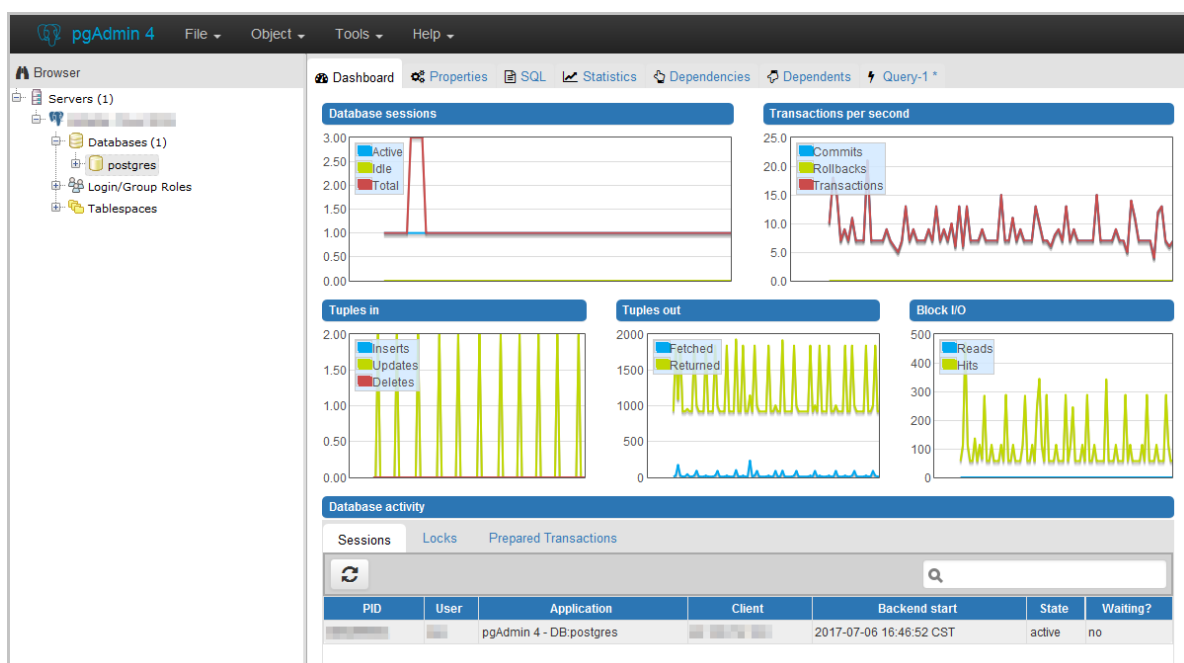 pgAdmin 4 File Object Tools Help
Browser
Dashboard Properties SQL Statistics Dependencies Dependents Query-1 *
Servers (1)
Databases (1)
postgres
Login/Group Roles
Tablespaces
Database sessions
3.00
2.50
2.00
1.50
1.00
0.50
0.00
Active
Idle
Total
Transactions per second
25.0
20.0
15.0
10.0
5.0
0.0
Commits
Rollbacks
Transactions
Tuples in
2.00
1.50
1.00
0.50
0.00
Inserts
Updates
Deletes
Tuples out
2000
1500
1000
500
0
Fetched
Returned
Block I/O
500
400
300
200
100
0
Reads
Hits
Database activity
Sessions Locks Prepared Transactions
PID User Application Client Backend start State Waiting?
pgAdmin 4 - DB:postgres 2017-07-06 16:46:52 CST active no